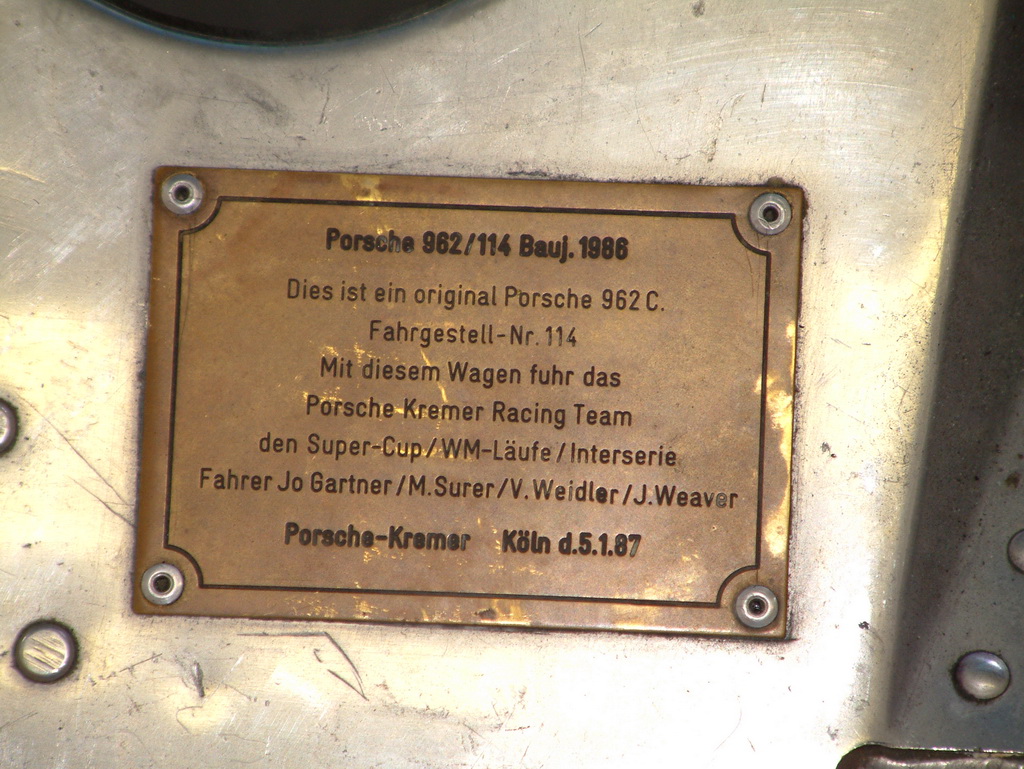 Porsche 962/114 Bauj. 1986
Dies ist ein original Porsche 962 C.
Fahrgestell-Nr. 114
Mit diesem Wagen fuhr das
Porsche Kremer Racing Team
den Super-Cup/WM-Läufe/Interserie
Fahrer Jo Gartner/M.Surer/V.Weidler/J.Weaver
Porsche-Kremer Köln d.5.1.87